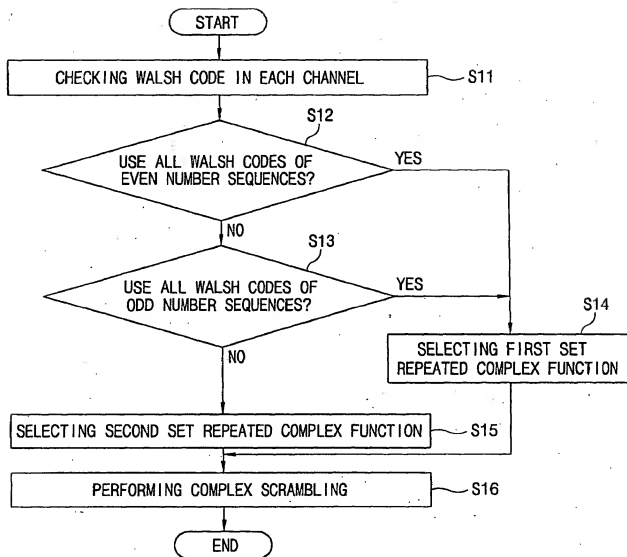 START
CHECKING WALSH CODE IN EACH CHANNEL
S11
S12
USE ALL WALSH CODES OF
EVEN NUMBER SEQUENCES?
YES
NO
S13
USE ALL WALSH CODES OF
ODD NUMBER SEQUENCES?
YES
NO
S14
SELECTING FIRST SET
REPEATED COMPLEX FUNCTION
SELECTING SECOND SET REPEATED COMPLEX FUNCTION
S15
PERFORMING COMPLEX SCRAMBLING
S16
END